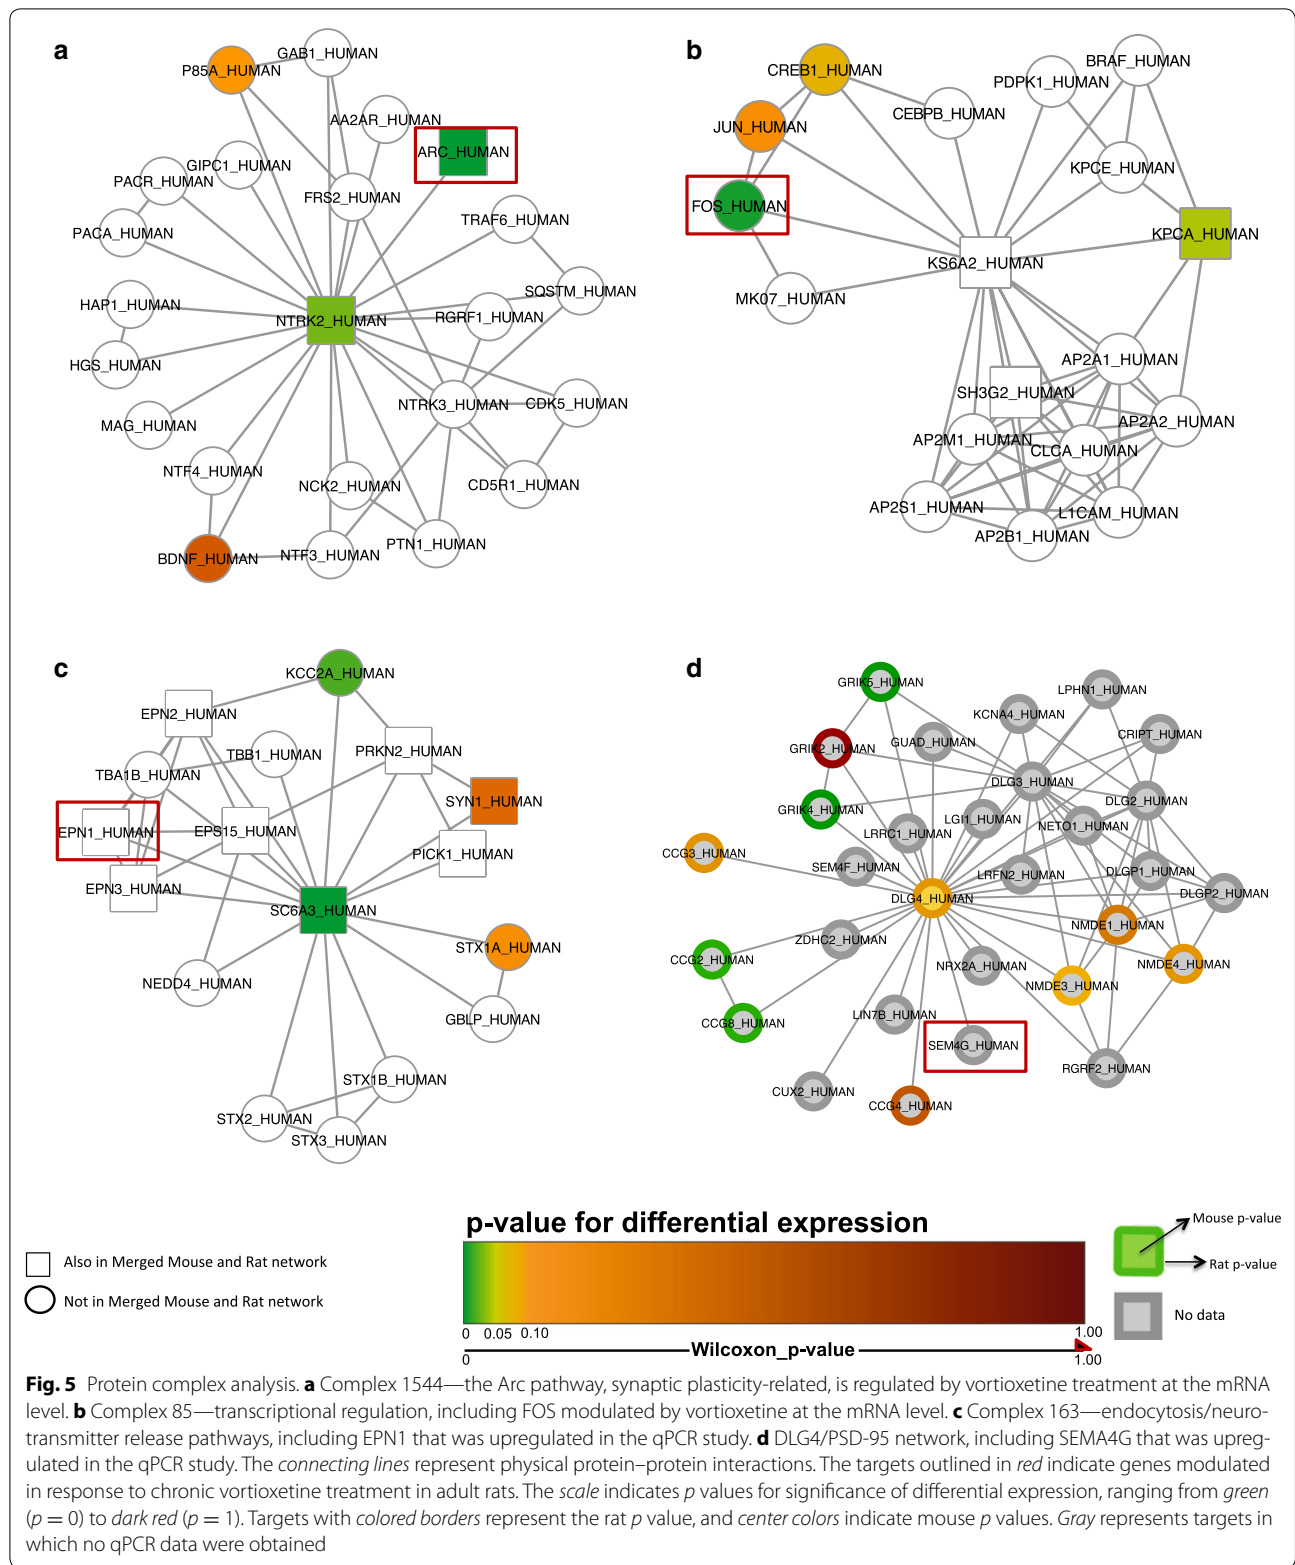 a
GAB1_HUMAN
P85A_HUMAN
AA2AR_HUMAN
ARC_HUMAN
GIPC1_HUMAN
PACR_HUMAN
FRS2_HUMAN
TRAF6_HUMAN
PACA_HUMAN
SQSTM_HUMAN
HAP1_HUMAN
RGRF1_HUMAN
NTRK2_HUMAN
HGS_HUMAN
NTRK3_HUMAN
CDK5_HUMAN
MAG_HUMAN
NTF4_HUMAN
NCK2_HUMAN
CD5R1_HUMAN
PTN1_HUMAN
NTF3_HUMAN
BDNF_HUMAN
b
BRAF_HUMAN
CREB1_HUMAN
PDPK1_HUMAN
CEBPB_HUMAN
JUN_HUMAN
KPCE_HUMAN
FOS_HUMAN
KPCA_HUMAN
KS6A2_HUMAN
MK07_HUMAN
AP2A1_HUMAN
SH3G2_HUMAN
AP2A2_HUMAN
AP2M1_HUMAN
CLCA_HUMAN
AP2S1_HUMAN
L1CAM_HUMAN
AP2B1_HUMAN
c
KCC2A_HUMAN
EPN2_HUMAN
TBB1_HUMAN
PRKN2_HUMAN
TBA1B_HUMAN
SYN1_HUMAN
EPN1_HUMAN
EPS15_HUMAN
PICK1_HUMAN
EPN3_HUMAN
SC6A3_HUMAN
STX1A_HUMAN
NEDD4_HUMAN
GBLP_HUMAN
STX1B_HUMAN
STX2_HUMAN
STX3_HUMAN
d
GRIK5_HUMAN
LPHN1_HUMAN
KCNA4_HUMAN
CRIPT_HUMAN
GUAD_HUMAN
GRIK2_HUMAN
DLG3_HUMAN
DLG2_HUMAN
GRIK4_HUMAN
LGI1_HUMAN
NETO1_HUMAN
LRRC1_HUMAN
CCG3_HUMAN
SEM4F_HUMAN
LRFN2_HUMAN
DLGP1_HUMAN
DLGP2_HUMAN
DLG4_HUMAN
NMDE1_HUMAN
ZDHC2_HUMAN
CCG2_HUMAN
NRX2A_HUMAN
NMDE4_HUMAN
NMDE3_HUMAN
LIN7B_HUMAN
CCG8_HUMAN
SEM4G_HUMAN
RGRF2_HUMAN
CUX2_HUMAN
CCG4_HUMAN
Also in Merged Mouse and Rat network
Not in Merged Mouse and Rat network
p-value for differential expression
0 0.05 0.10 1.00
Wilcoxon_p-value
0 1.00
Mouse p-value
Rat p-value
No data
Fig. 5 Protein complex analysis. a Complex 1544—the Arc pathway, synaptic plasticity-related, is regulated by vortioxetine treatment at the mRNA
level. b Complex 85—transcriptional regulation, including FOS modulated by vortioxetine at the mRNA level. c Complex 163—endocytosis/neuro-
transmitter release pathways, including EPN1 that was upregulated in the qPCR study. d DLG4/PSD-95 network, including SEMA4G that was upreg-
ulated in the qPCR study. The connecting lines represent physical protein–protein interactions. The targets outlined in red indicate genes modulated
in response to chronic vortioxetine treatment in adult rats. The scale indicates p values for significance of differential expression, ranging from green
(p = 0) to dark red (p = 1). Targets with colored borders represent the rat p value, and center colors indicate mouse p values. Gray represents targets in
which no qPCR data were obtained